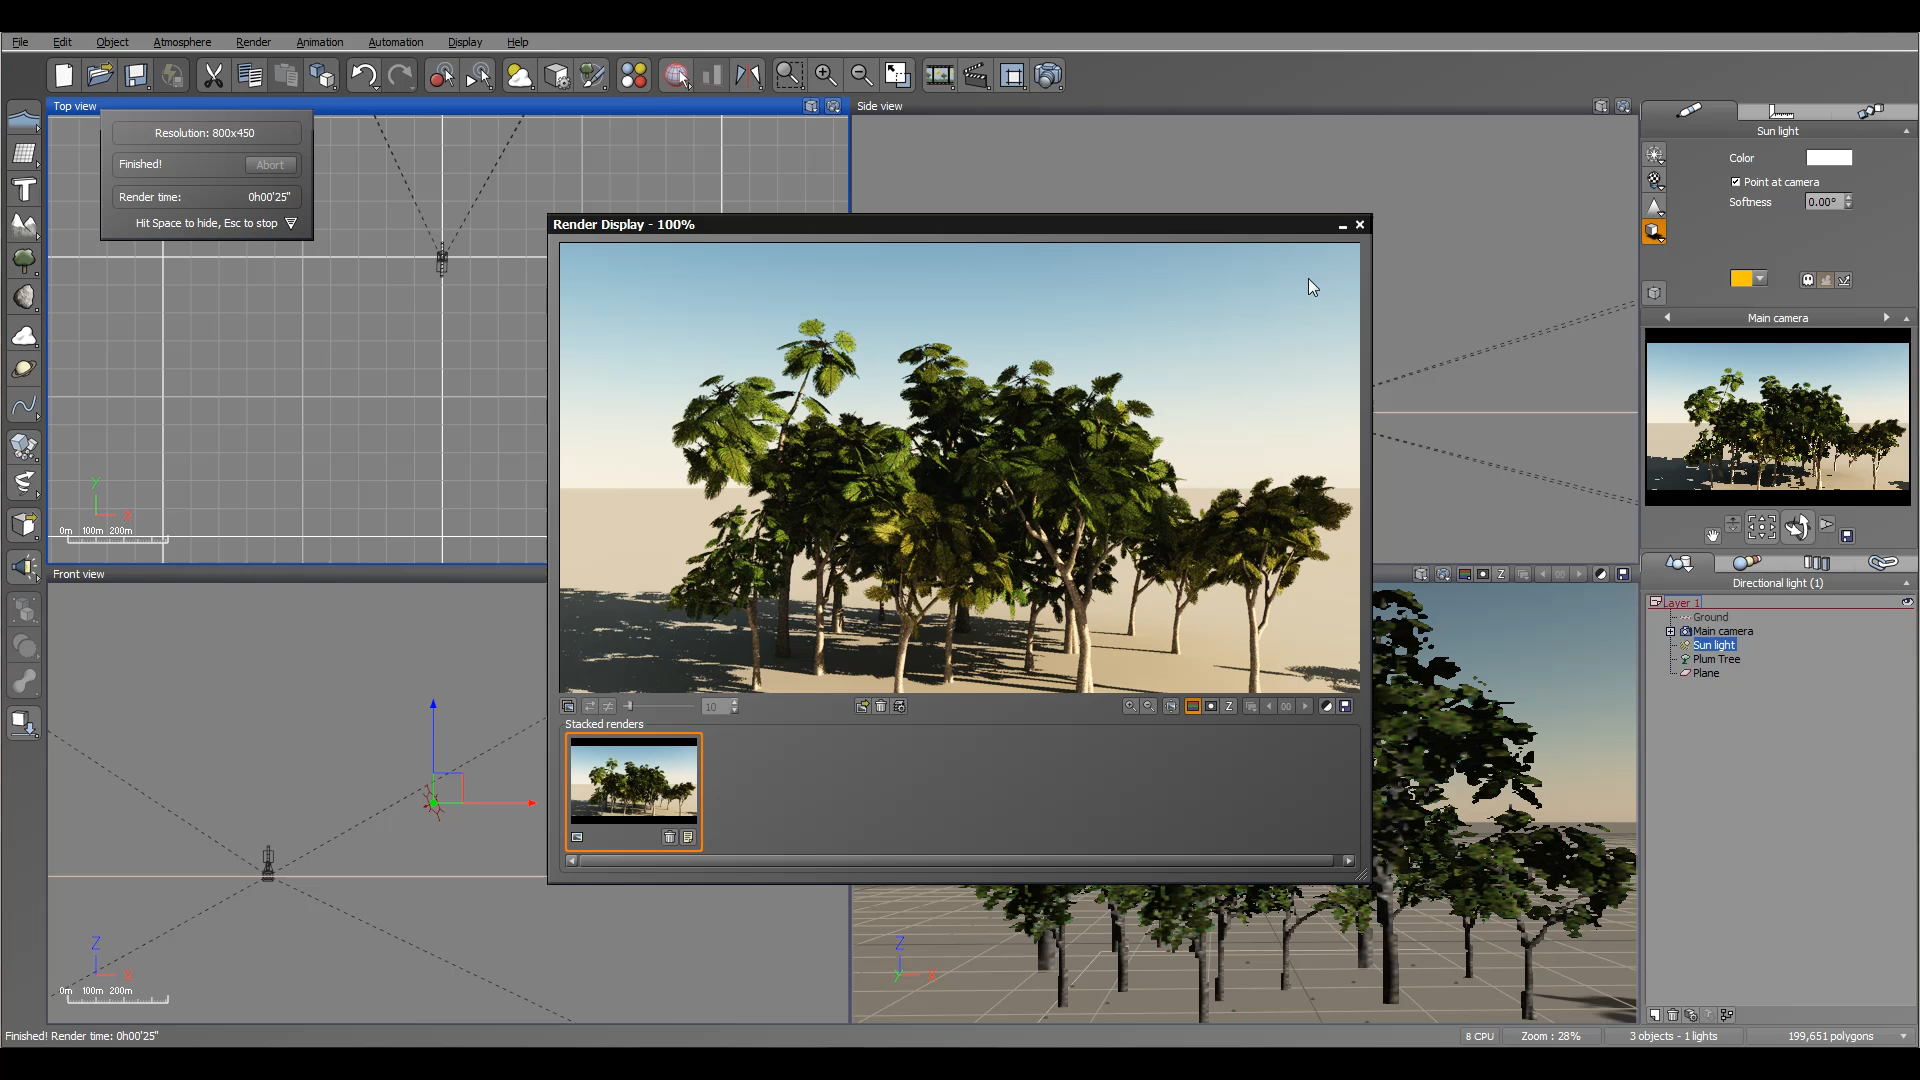 File Edit Object Atmosphere Render Animation Automation Display Help
Top view
Side view
Resolution: 800x450
Finished! Abort
Render time: 0h00'25"
Hit Space to hide, Esc to stop
Render Display - 100%
Sun light
Color
Point at camera
Softness 0.00°
Main camera
Y
X
0m 100m 200m
Front view
10
Z
00
Stacked renders
Z
00
Directional light (1)
Layer 1
Ground
Main camera
Sun light
Plum Tree
Plane
Z
X
0m 100m 200m
Z
Y
X
Finished! Render time: 0h00'25"
8 CPU
Zoom : 28%
3 objects - 1 lights
199,651 polygons